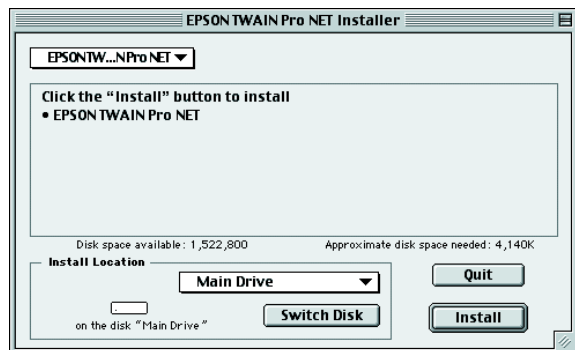 EPSON TWAIN Pro NET Installer
EPSONTW...NPro NET
Click the “Install” button to install
• EPSON TWAIN Pro NET
Disk space available: 1,522,800
Approximate disk space needed: 4,140K
Install Location
Main Drive
Quit
on the disk “Main Drive”
Switch Disk
Install